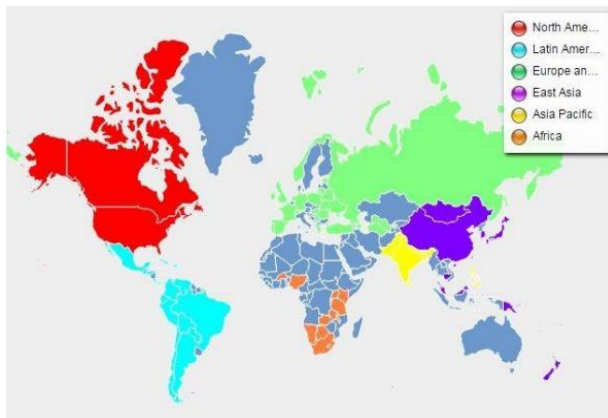 North Ame...
Latin Amer...
Europe an...
East Asia
Asia Pacific
Africa